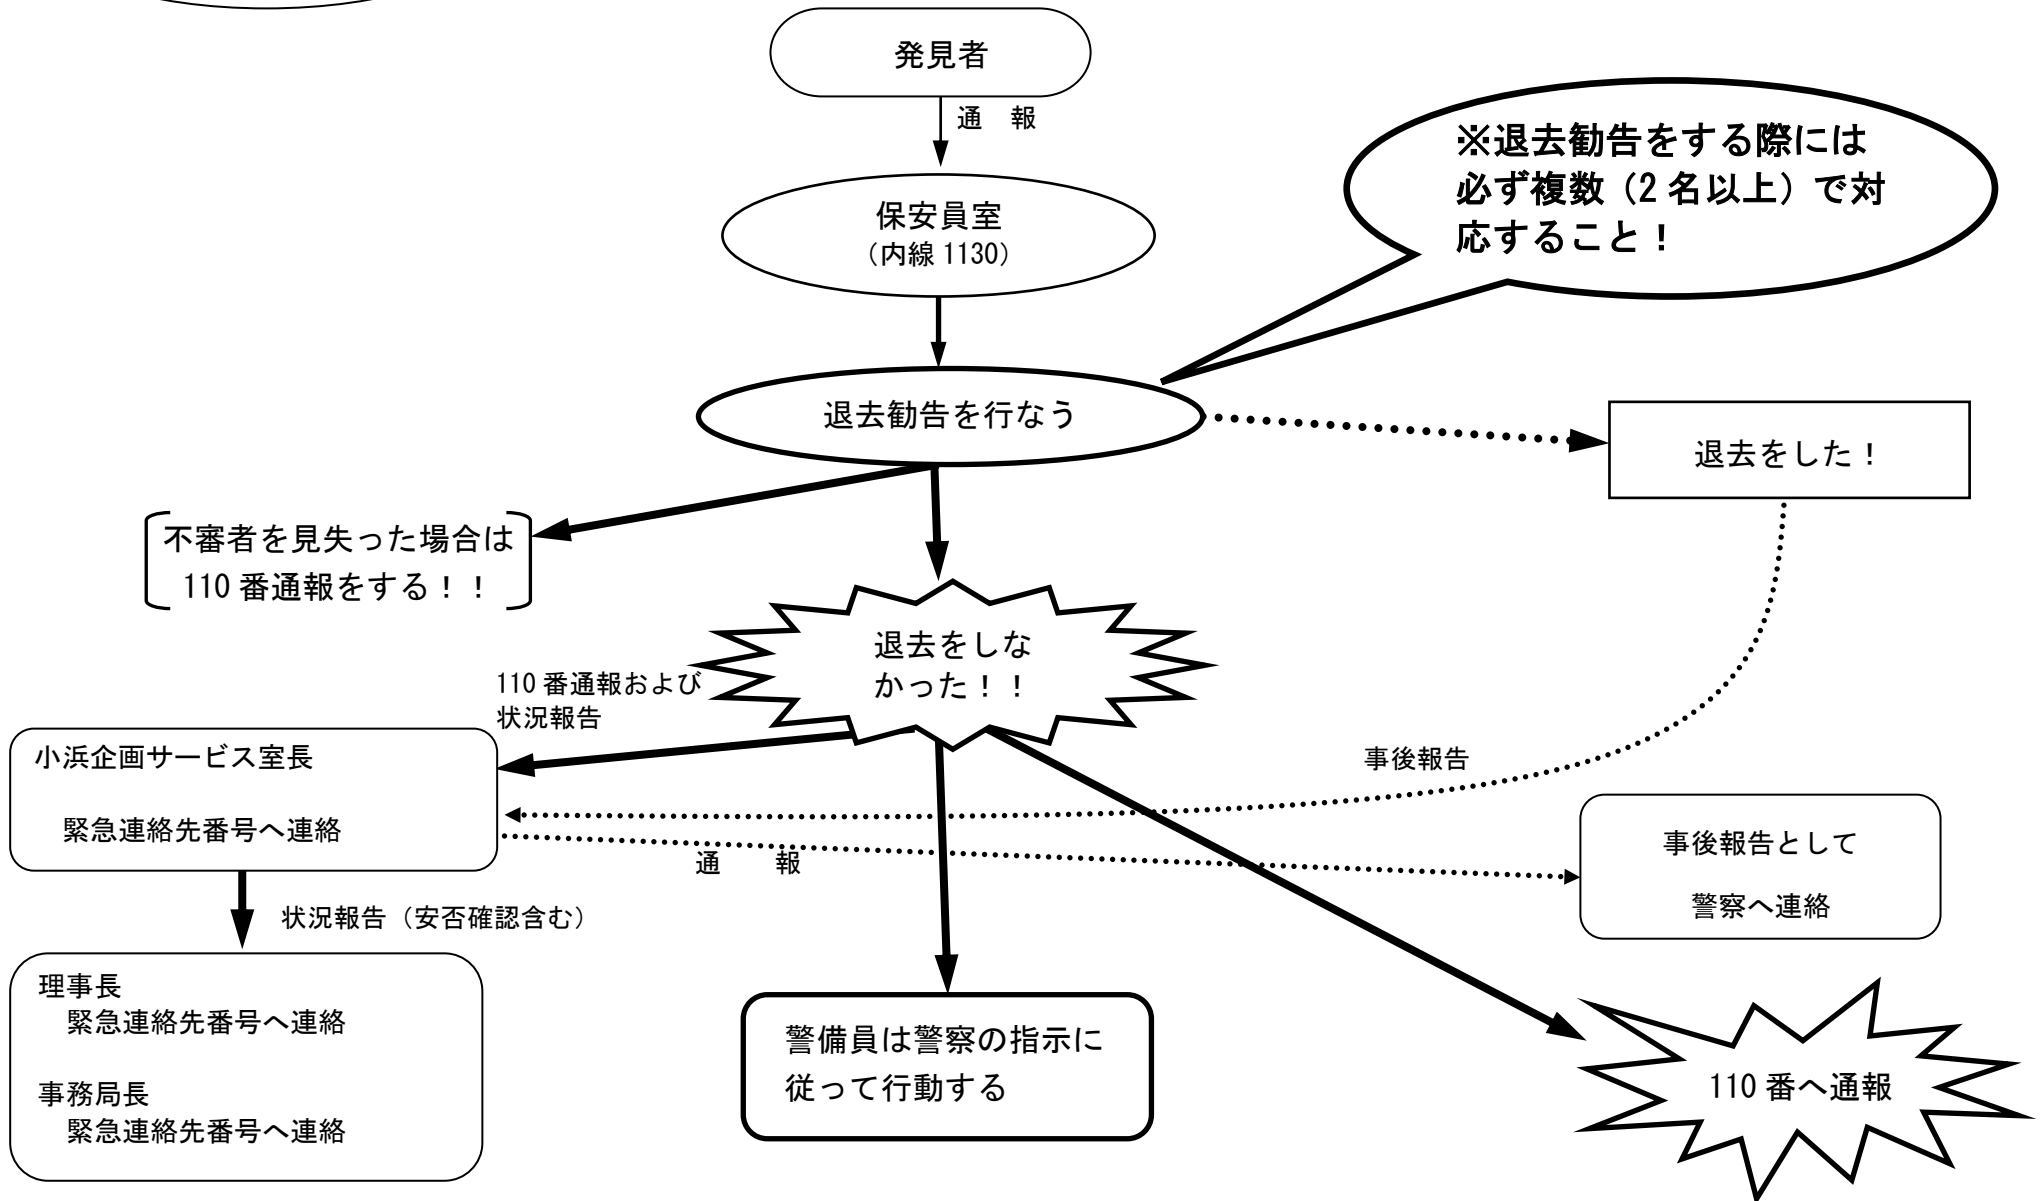 発見者
通　報
※退去勧告をする際には
必ず複数（2名以上）で対
応すること！
保安員室
（内線1130）
退去勧告を行なう
退去をした！
不審者を見失った場合は
110番通報をする！！
退去をしな
かった！！
110番通報および
状況報告
小浜企画サービス室長
緊急連絡先番号へ連絡
事後報告
通　　報
事後報告として
警察へ連絡
状況報告（安否確認含む）
理事長
緊急連絡先番号へ連絡
事務局長
緊急連絡先番号へ連絡
警備員は警察の指示に
従って行動する
110番へ通報